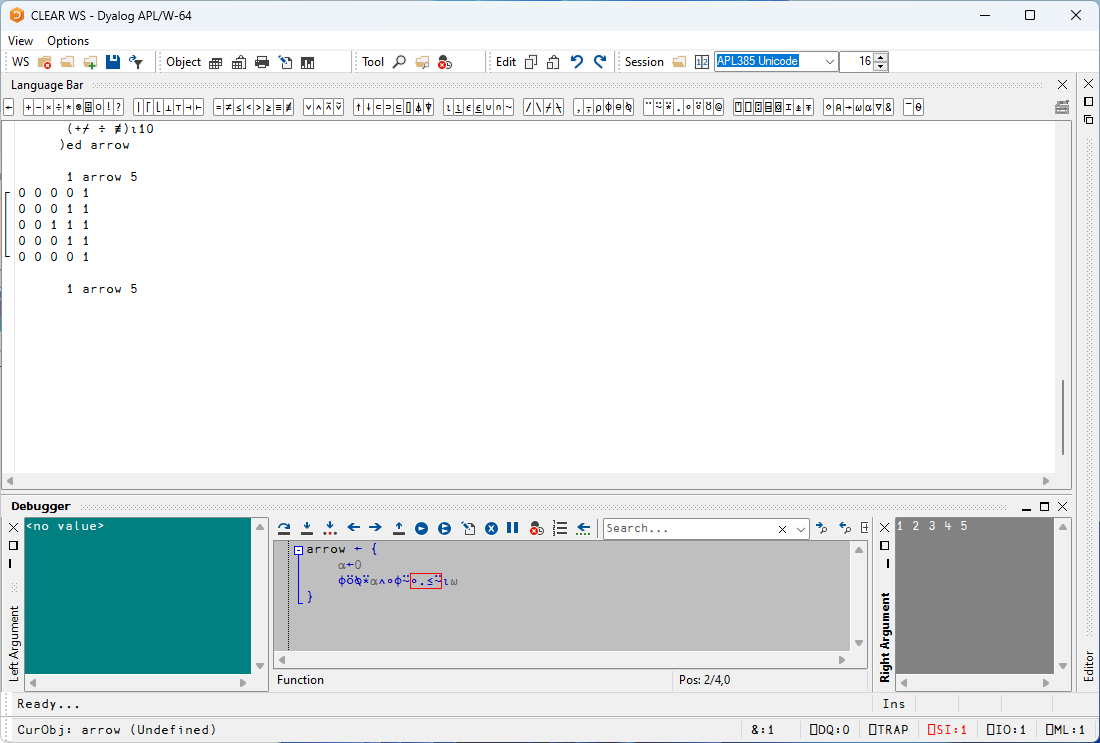 CLEAR WS - Dyalog APL/W-64
View Options
WS Object Tool Edit Session APL385 Unicode 16
Language Bar
(+⌿ ÷ ≢)⍳10
)ed arrow
1 arrow 5
0 0 0 0 1
0 0 0 1 1
0 0 1 1 1
0 0 0 1 1
0 0 0 0 1
1 arrow 5
Debugger
<no value>
Left Argument
Search...
arrow ← {
⍺←0
⌽⍥⍉⍣⍺∧∘⌽⍨∘.≤⍨⍳⍵
}
Function
Pos: 2/4,0
1 2 3 4 5
Right Argument
Editor
Ready...
Ins
CurObj: arrow (Undefined)
&:1 ⎕DQ:0 ⎕TRAP ⎕SI:1 ⎕IO:1 ⎕ML:1